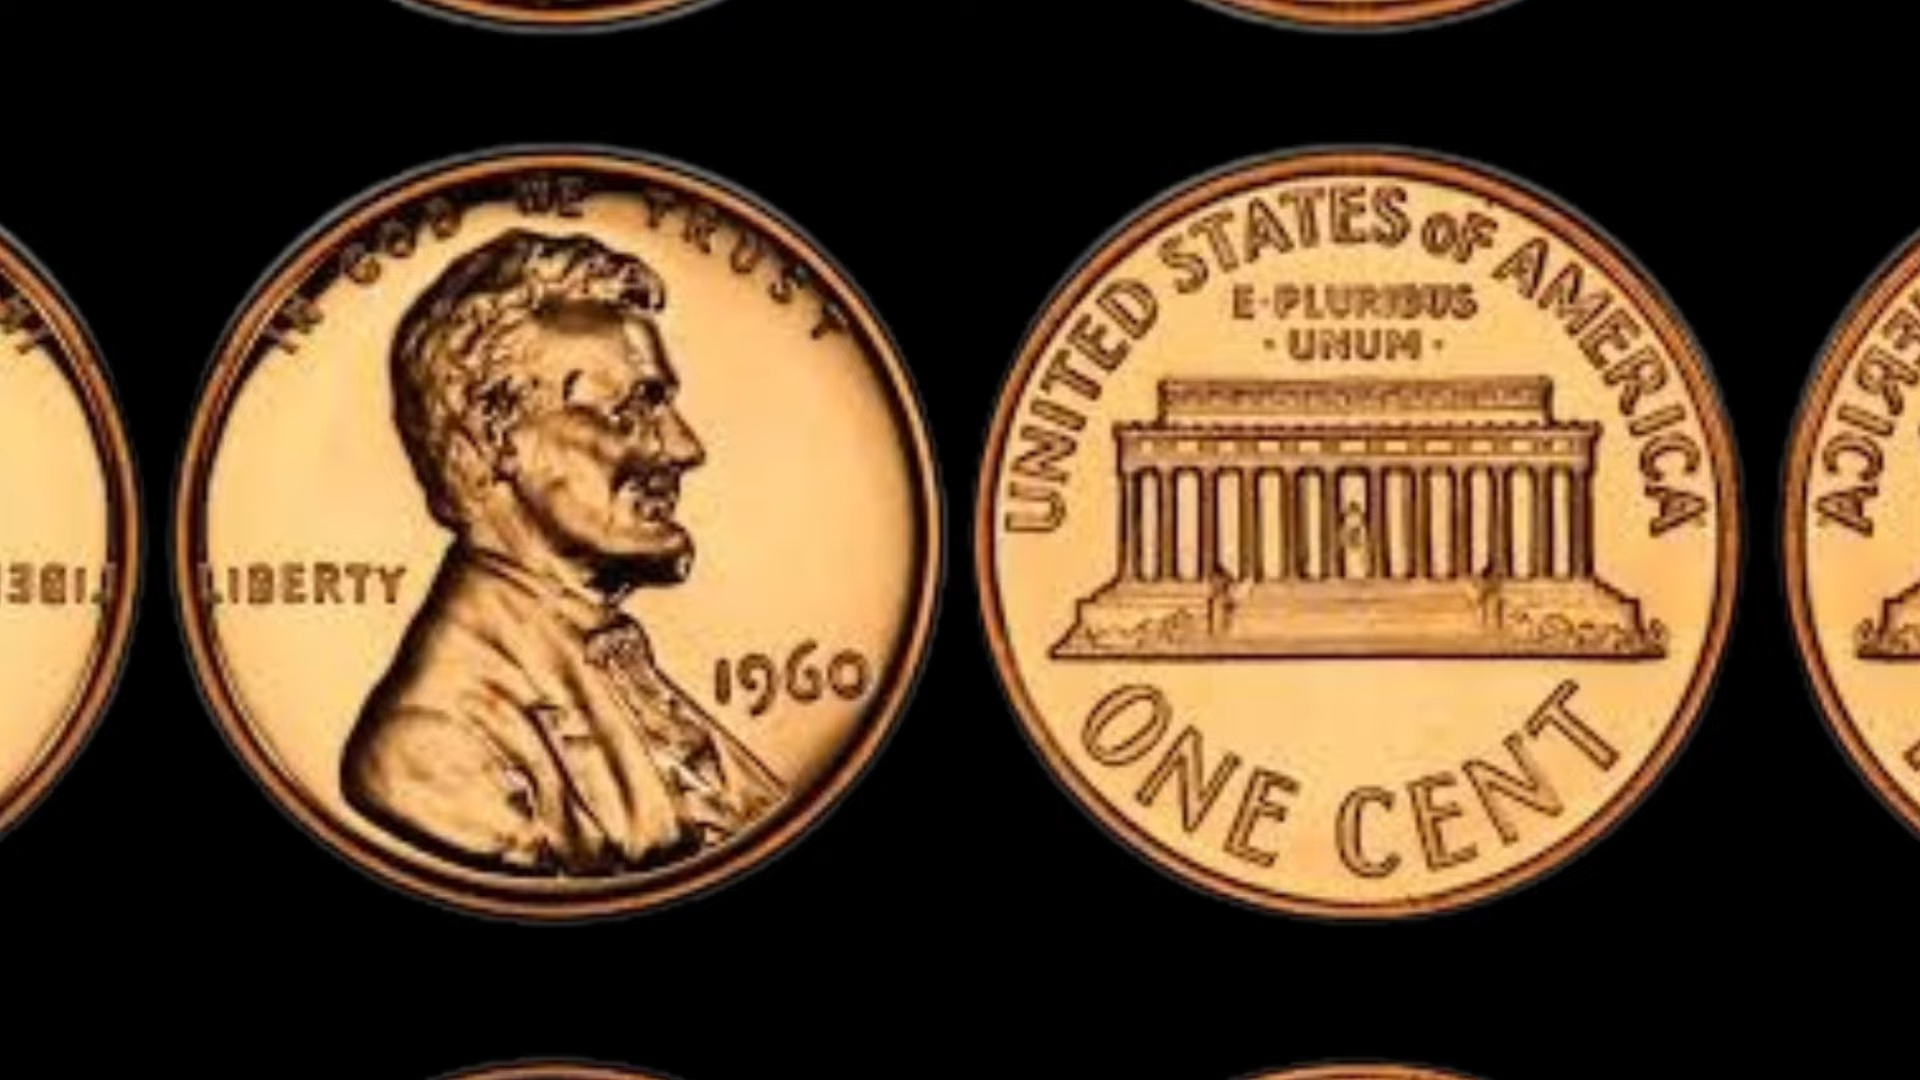 IN GOD WE TRUST
LIBERTY
1960
UNITED STATES OF AMERICA
E·PLURIBUS
·UNUM·
ONE CENT